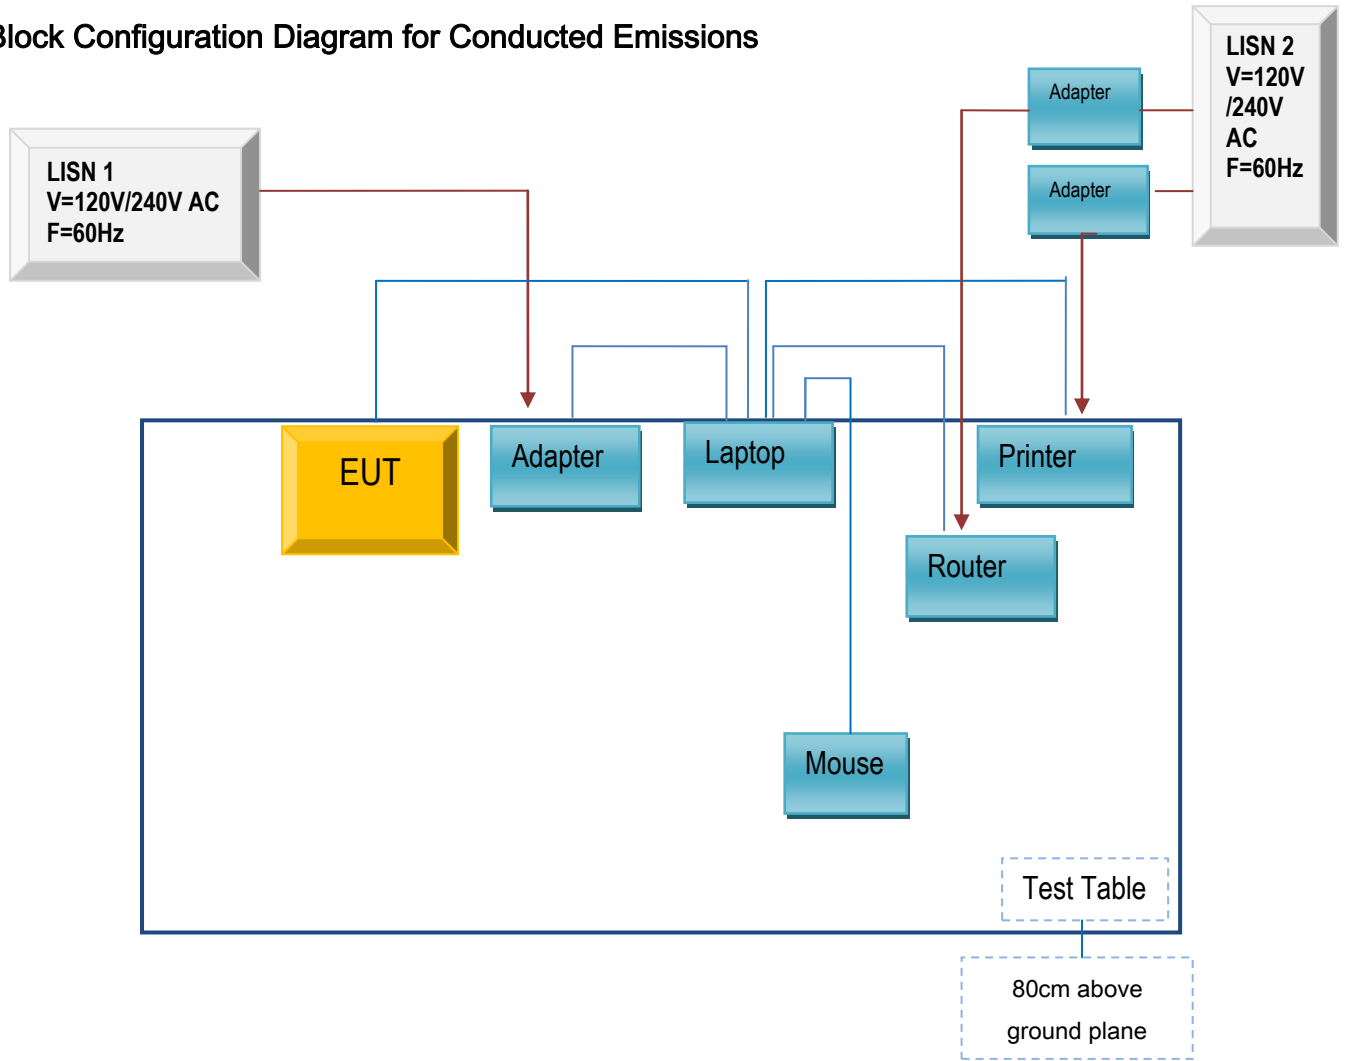 Block Configuration Diagram for Conducted Emissions
LISN 1
V=120V/240V AC
F=60Hz
Adapter
Adapter
LISN 2
V=120V
/240V
AC
F=60Hz
EUT
Adapter
Laptop
Printer
Router
Mouse
Test Table
80cm above
ground plane